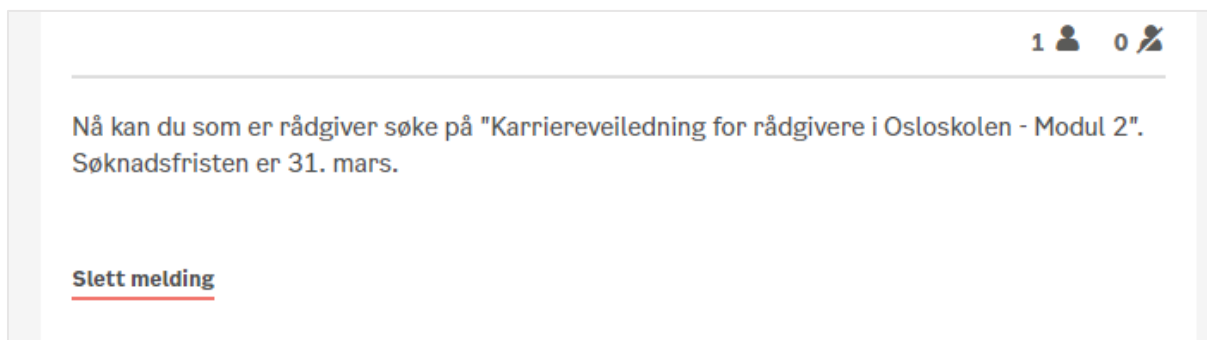 1 0
Nå kan du som er rådgiver søke på "Karriereveiledning for rådgivere i Osloskolen - Modul 2".
Søknadsfristen er 31. mars.
Slett melding